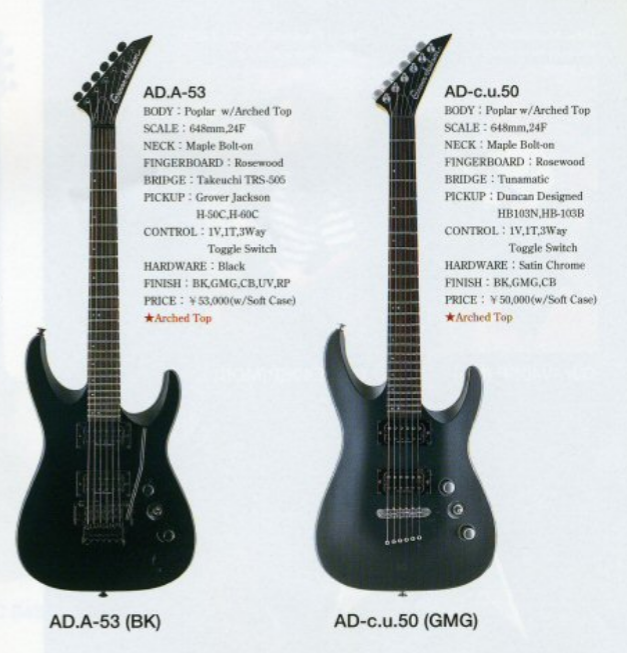 AD.A-53
BODY : Poplar w/Arched Top
SCALE : 648mm,24F
NECK : Maple Bolt-on
FINGERBOARD : Rosewood
BRIDGE : Takeuchi TRS-505
PICKUP : Grover Jackson
H-50C,H-60C
CONTROL : 1V,1T,3Way
Toggle Switch
HARDWARE : Black
FINISH : BK,GMG,CB,UV,RP
PRICE : ¥53,000(w/Soft Case)
★Arched Top
AD-c.u.50
BODY : Poplar w/Arched Top
SCALE : 648mm,24F
NECK : Maple Bolt-on
FINGERBOARD : Rosewood
BRIDGE : Tunamatic
PICKUP : Duncan Designed
HB103N,HB-103B
CONTROL : 1V,1T,3Way
Toggle Switch
HARDWARE : Satin Chrome
FINISH : BK,GMG,CB
PRICE : ¥50,000(w/Soft Case)
★Arched Top
Grover Jackson
Grover Jackson
AD.A-53 (BK)
AD-c.u.50 (GMG)